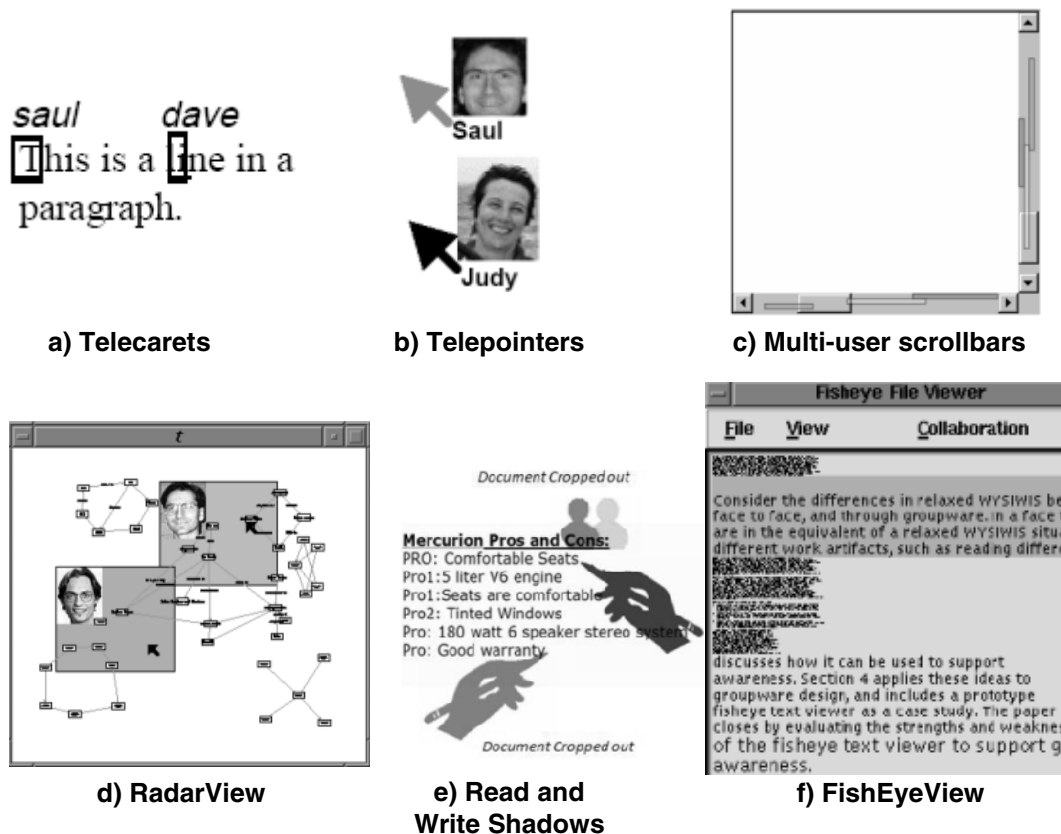 saul dave
This is a line in a
paragraph.
a) Telecarets
Saul
Judy
b) Telepointers
c) Multi-user scrollbars
t
d) RadarView
Document Cropped out
Mercurion Pros and Cons:
PRO: Comfortable Seats
Pro1:5 liter V6 engine
Pro1:Seats are comfortable
Pro2: Tinted Windows
Pro: 180 watt 6 speaker stereo system
Pro: Good warranty
Document Cropped out
e) Read and
Write Shadows
Fisheye File Viewer
File View Collaboration
Consider the differences in relaxed WYSIWIS be
face to face, and through groupware. In a face
are in the equivalent of a relaxed WYSIWIS situa
different work artifacts, such as reading differe
discusses how it can be used to support
awareness. Section 4 applies these ideas to
groupware design, and includes a prototype
fisheye text viewer as a case study. The paper
closes by evaluating the strengths and weaknes
of the fisheye text viewer to support g
awareness.
f) FishEyeView